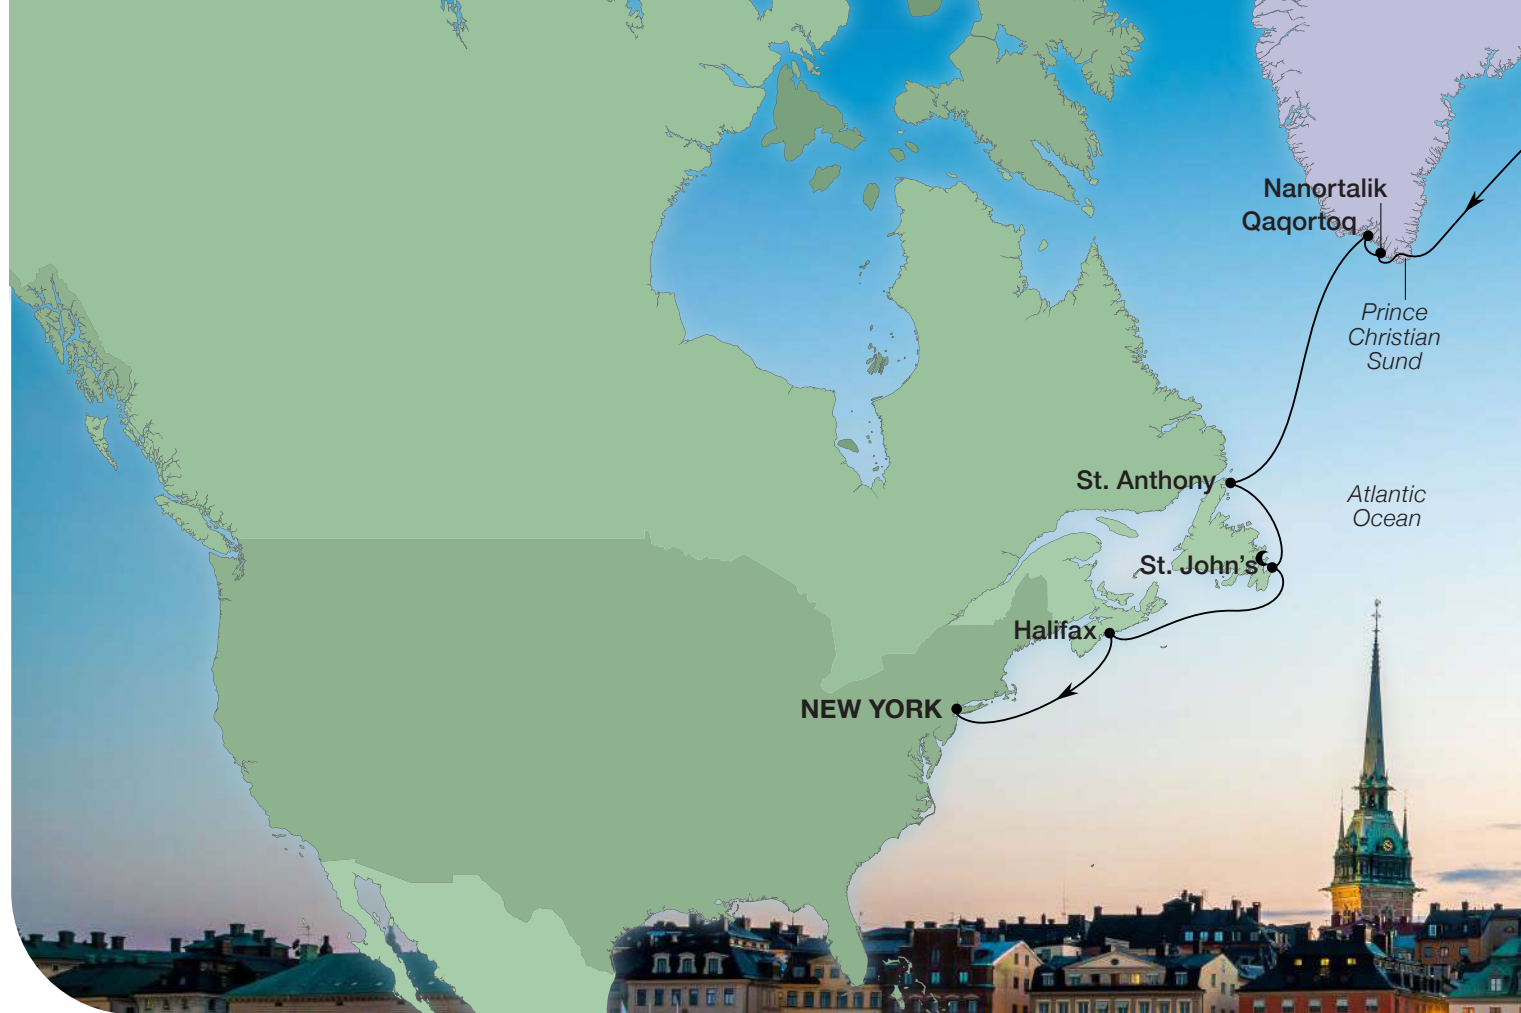 Nanortalik
Qaqortoq
Prince
Christian
Sund
St. Anthony
Atlantic
Ocean
St. John's
Halifax
NEW YORK